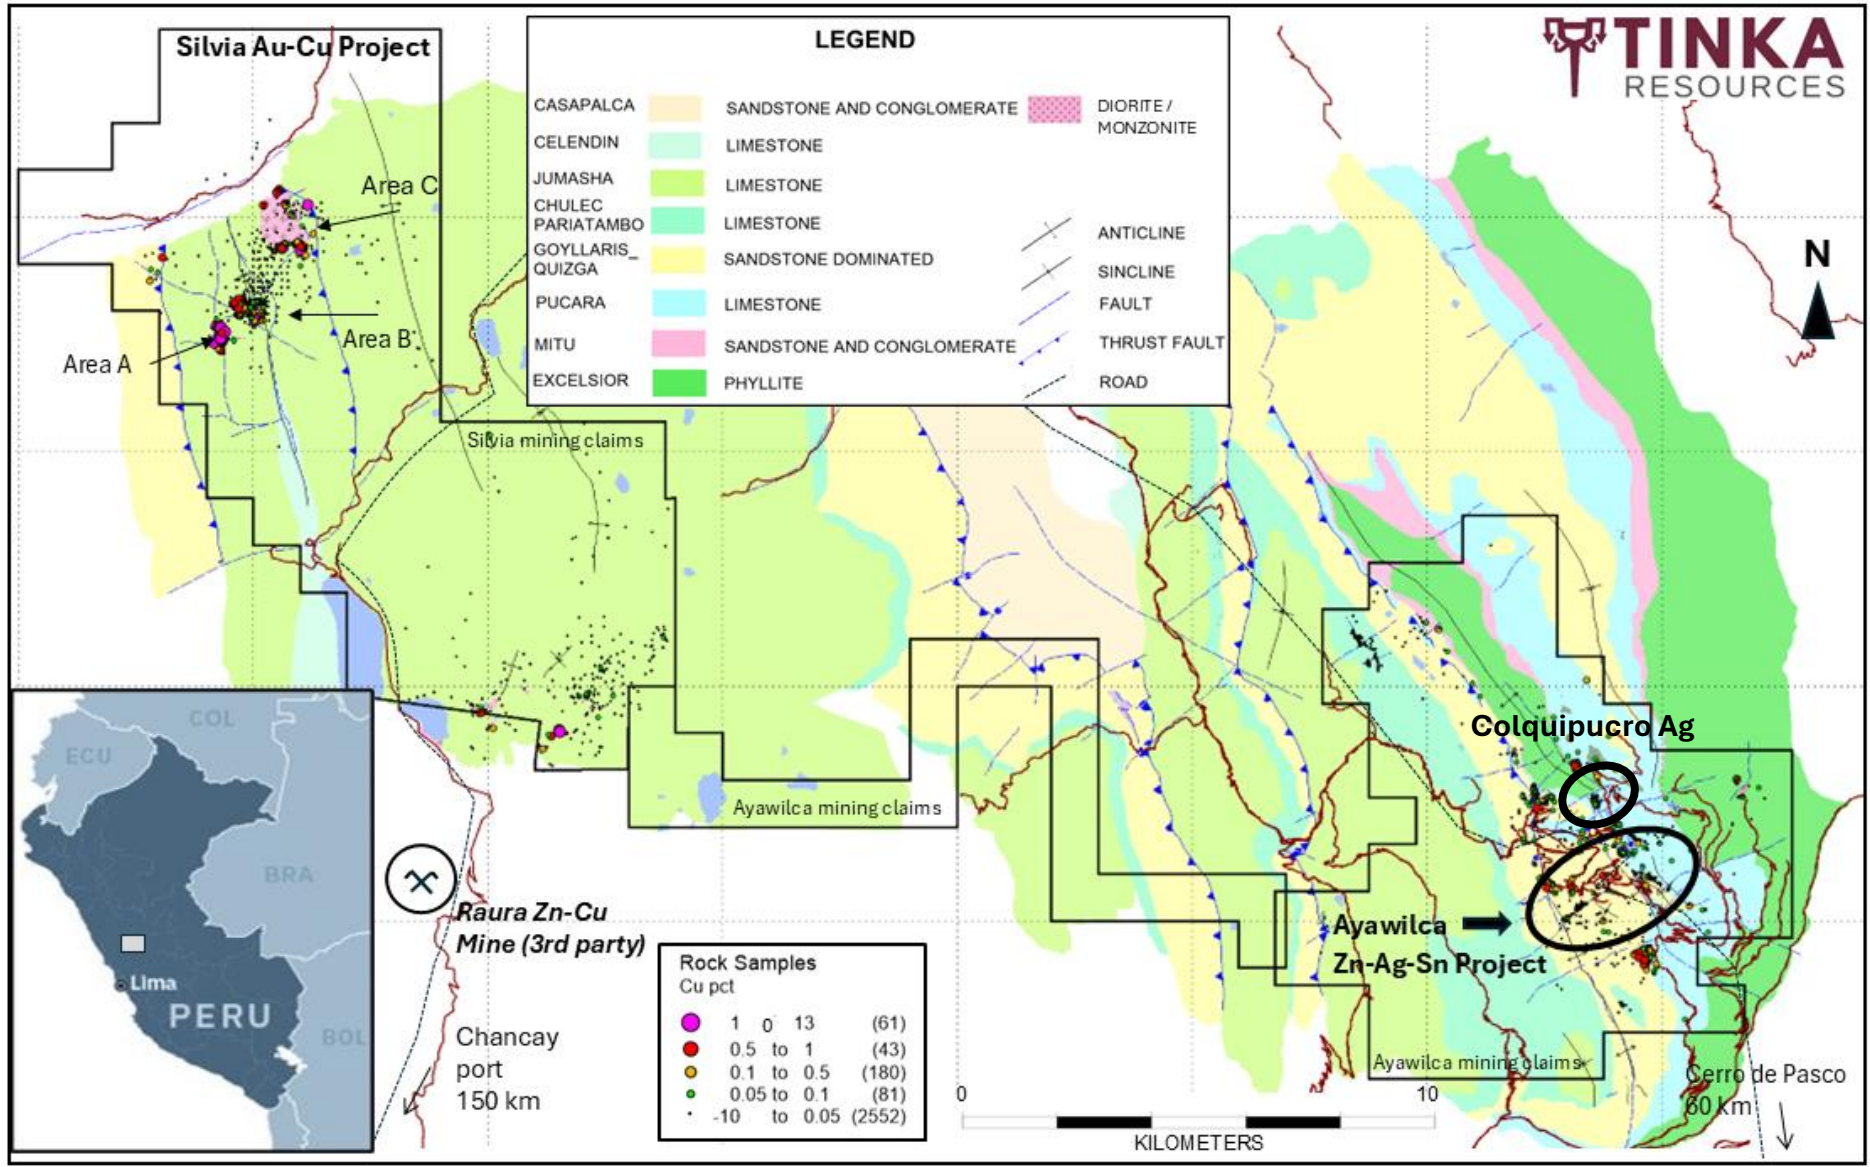 Silvia Au-Cu Project
LEGEND
CASAPALCA SANDSTONE AND CONGLOMERATE
CELENDIN LIMESTONE
JUMASHA LIMESTONE
CHULEC
PARIATAMBO LIMESTONE
GOYLLARIS_
QUIZGA SANDSTONE DOMINATED
PUCARA LIMESTONE
MITU SANDSTONE AND CONGLOMERATE
EXCELSIOR PHYLLITE
DIORITE /
MONZONITE
ANTICLINE
SINCLINE
FAULT
THRUST FAULT
ROAD
TINKA
RESOURCES
N
Area C
Area B
Area A
Silvia mining claims
Ayawilca mining claims
Colquipucro Ag
Ayawilca
Zn-Ag-Sn Project
Ayawilca mining claims
Cerro de Pasco
60 km
Raura Zn-Cu
Mine (3rd party)
Chancay
port
150 km
COL
ECU
BRA
Lima
PERU
BOL
Rock Samples
Cu pct
1 0 13 (61)
0.5 to 1 (43)
0.1 to 0.5 (180)
0.05 to 0.1 (81)
-10 to 0.05 (2552)
0 10
KILOMETERS